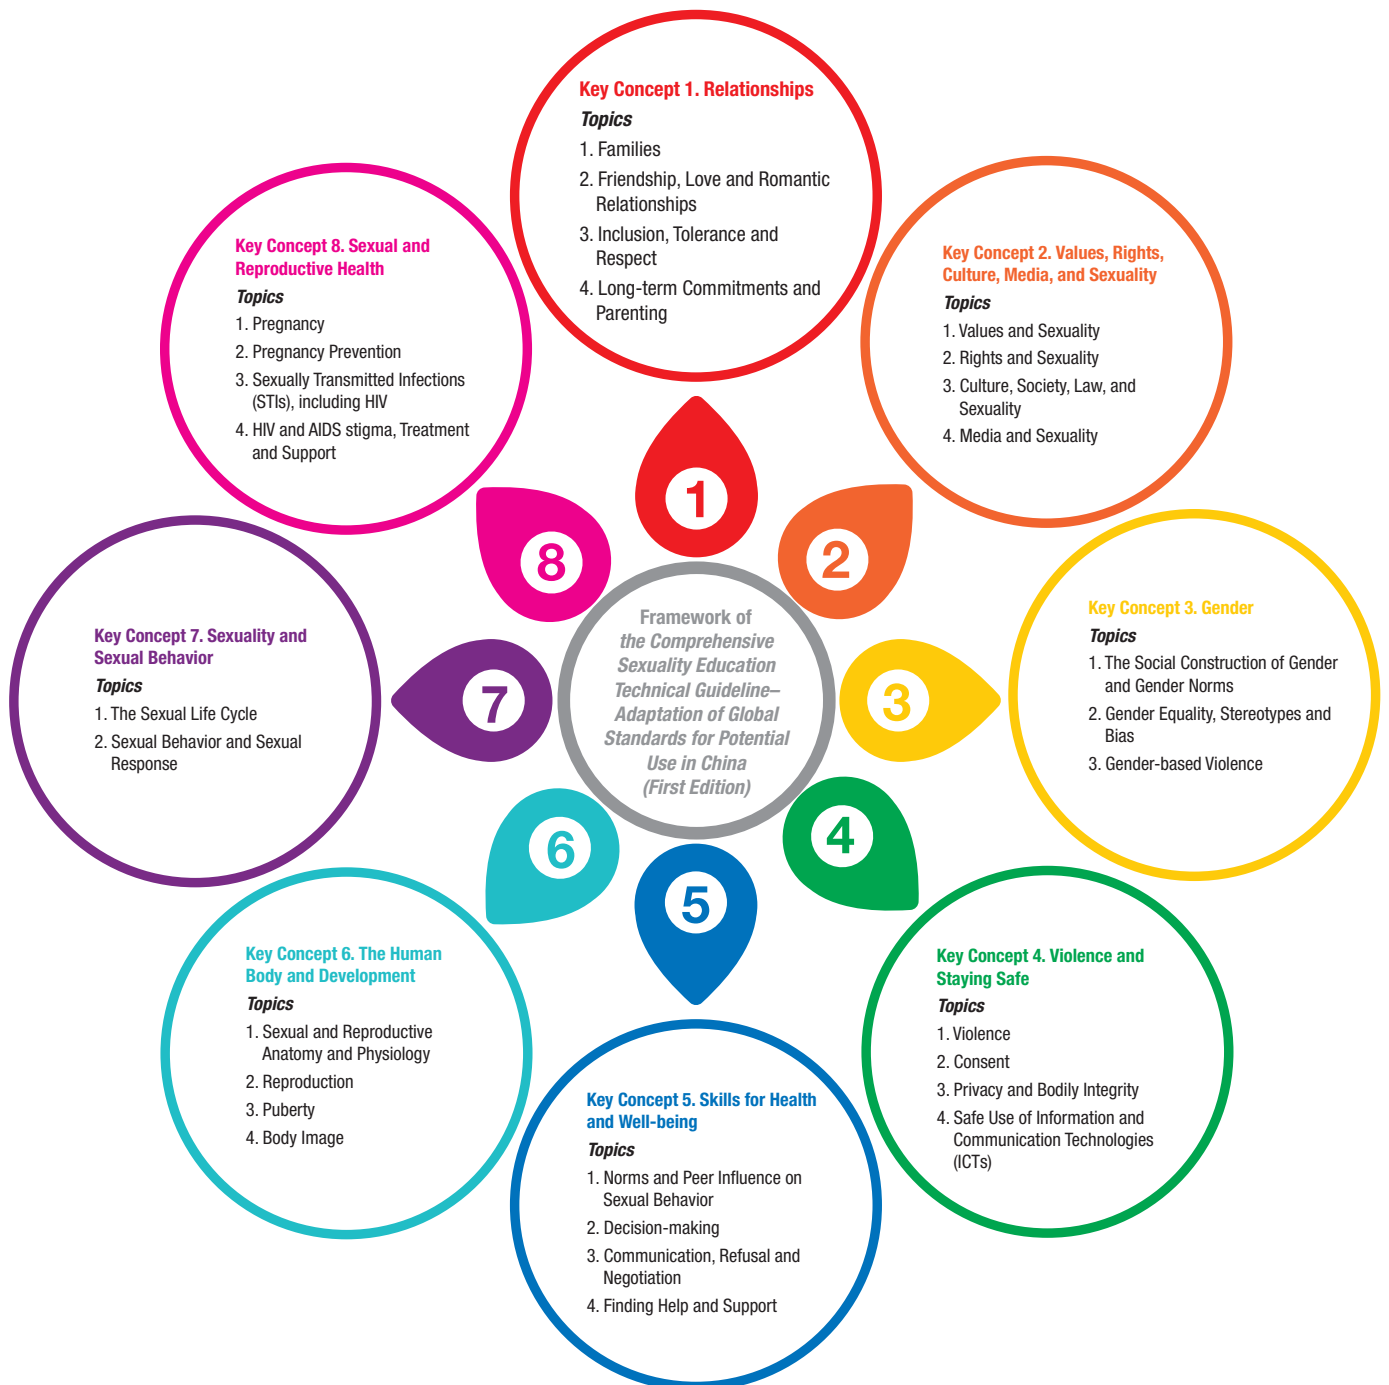 Key Concept 1. Relationships
Topics
1. Families
2. Friendship, Love and Romantic
Relationships
3. Inclusion, Tolerance and
Respect
4. Long-term Commitments and
Parenting
Key Concept 2. Values, Rights,
Culture, Media, and Sexuality
Topics
1. Values and Sexuality
2. Rights and Sexuality
3. Culture, Society, Law, and
Sexuality
4. Media and Sexuality
Key Concept 3. Gender
Topics
1. The Social Construction of Gender
and Gender Norms
2. Gender Equality, Stereotypes and
Bias
3. Gender-based Violence
Key Concept 4. Violence and
Staying Safe
Topics
1. Violence
2. Consent
3. Privacy and Bodily Integrity
4. Safe Use of Information and
Communication Technologies
(ICTs)
Key Concept 5. Skills for Health
and Well-being
Topics
1. Norms and Peer Influence on
Sexual Behavior
2. Decision-making
3. Communication, Refusal and
Negotiation
4. Finding Help and Support
Key Concept 6. The Human
Body and Development
Topics
1. Sexual and Reproductive
Anatomy and Physiology
2. Reproduction
3. Puberty
4. Body Image
Key Concept 7. Sexuality and
Sexual Behavior
Topics
1. The Sexual Life Cycle
2. Sexual Behavior and Sexual
Response
Key Concept 8. Sexual and
Reproductive Health
Topics
1. Pregnancy
2. Pregnancy Prevention
3. Sexually Transmitted Infections
(STIs), including HIV
4. HIV and AIDS stigma, Treatment
and Support
1
2
3
4
5
6
7
8
Framework of
the Comprehensive
Sexuality Education
Technical Guideline–
Adaptation of Global
Standards for Potential
Use in China
(First Edition)